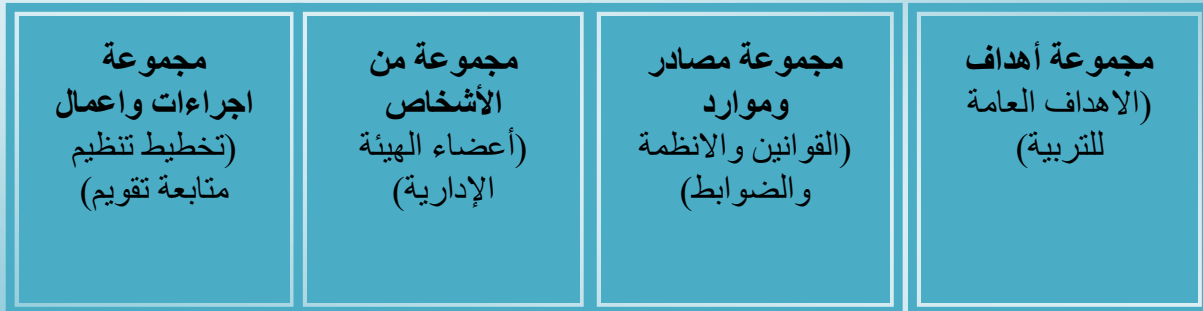 مجموعة أهداف
(الاهداف العامة
للتربية)
مجموعة مصادر
وموارد
(القوانين والانظمة
والضوابط)
مجموعة من
الأشخاص
(أعضاء الهيئة
الإدارية)
مجموعة
اجراءات واعمال
(تخطيط تنظيم
متابعة تقويم)